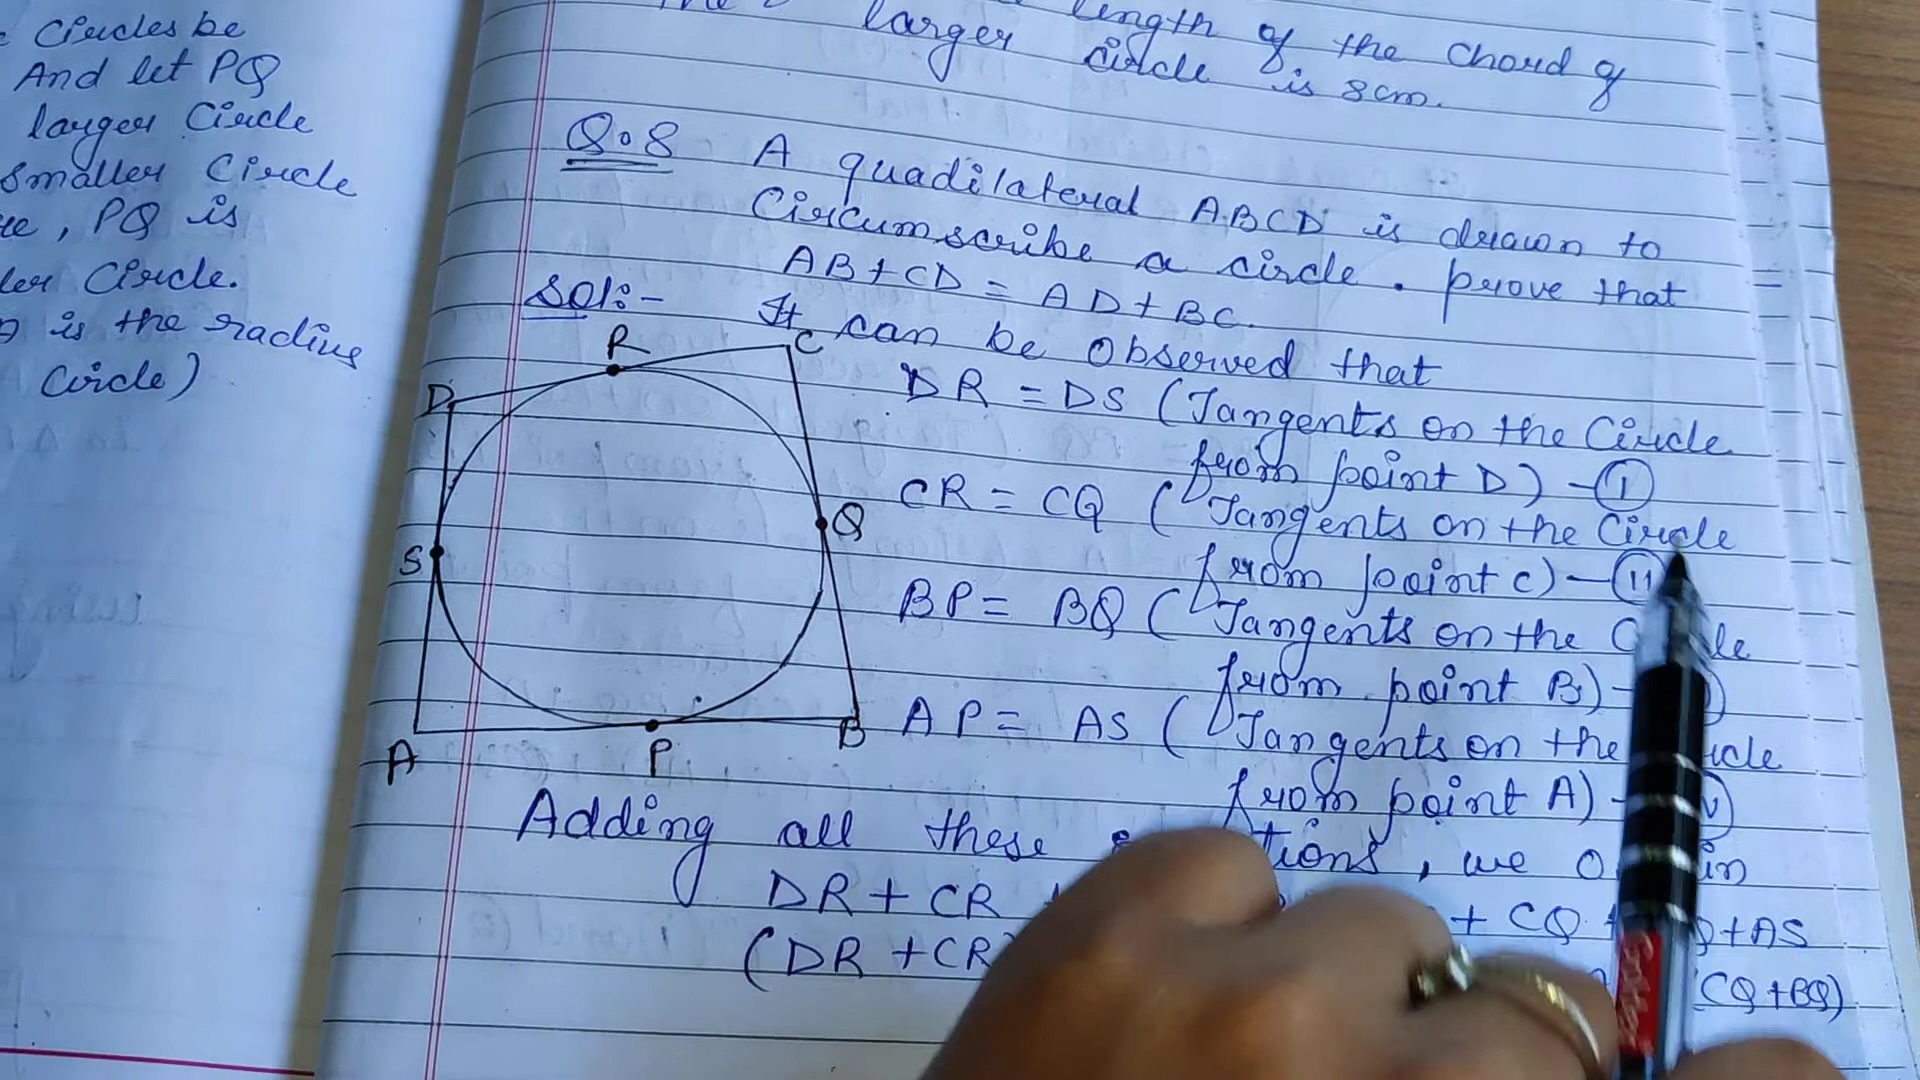 Circles be
And let PQ
larger Circle
smaller Circle
, PQ is
Circle.
is the radius
Circle)
length of the Chord of
larger circle is 8cm.
Q.8 A quadilateral ABCD is drawn to
Circumscribe a circle. prove that
AB+CD = AD+BC.
Sol:- It can be observed that
DR = DS (Tangents on the Circle
from point D) - I
CR = CQ (Tangents on the Circle
from point C) - II
BP = BQ (Tangents on the
from point B) -
AP = AS (Tangents on the
from point A) -
R
C
D
Q
S
A
P
B
Adding all these , we
DR + CR + CQ +AS
(DR + CR) (CQ+BQ)